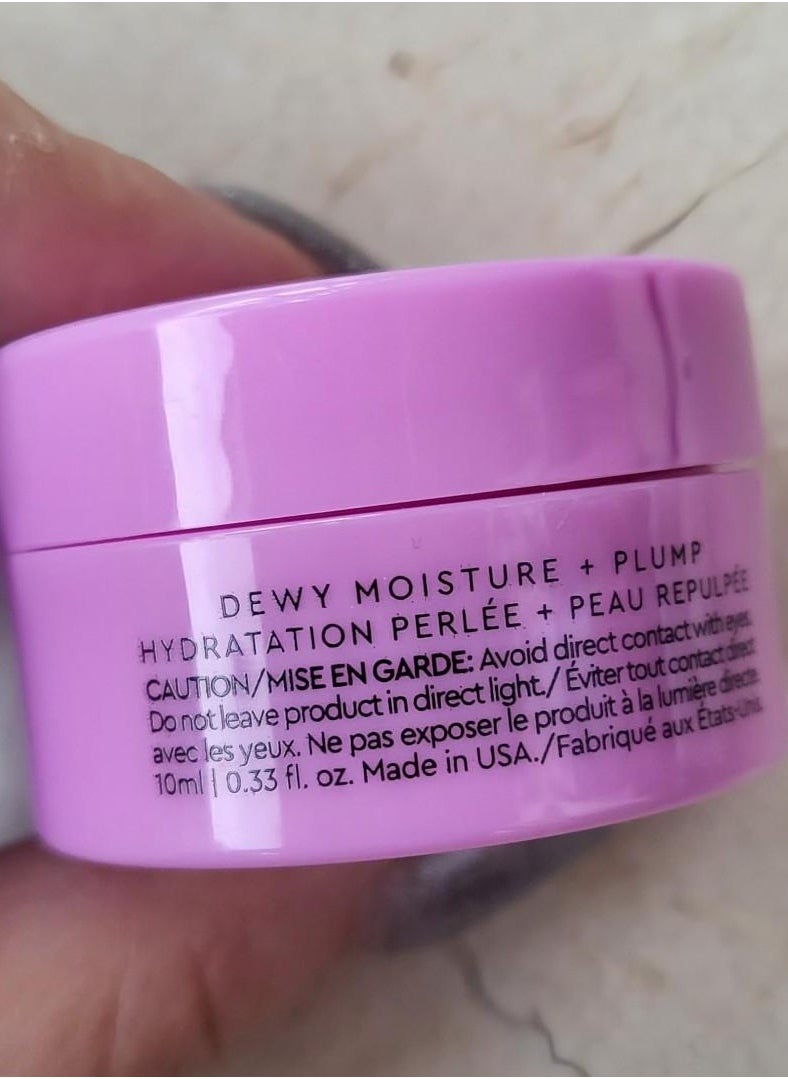 DEWY MOISTURE + PLUMP
HYDRATATION PERLÉE + PEAU REPULPÉE
CAUTION/MISE EN GARDE: Avoid direct contact with eyes.
Do not leave product in direct light./ Éviter tout contact direct
avec les yeux. Ne pas exposer le produit à la lumière directe.
10ml | 0.33 fl. oz. Made in USA./Fabriqué aux États-Unis.